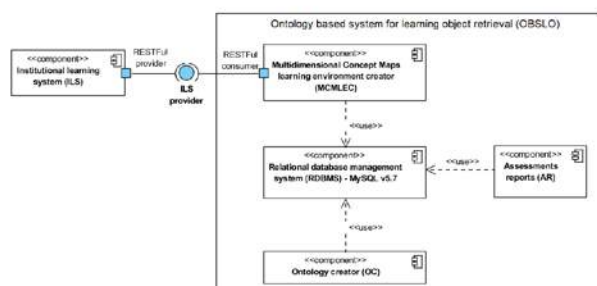 Ontology based system for learning object retrieval (OBSLO)
<<component>>
Institutional learning
system (ILS)
RESTFul
provider
ILS
provider
RESTFul
consumer
<<component>>
Multidimensional Concept Maps
learning environment creator
(MCMLEC)
<<use>>
<<component>>
Relational database management
system (RDBMS) - MySQL v5.7
<<use>>
<<component>>
Assessments
reports (AR)
<<use>>
<<component>>
Ontology creator (OC)